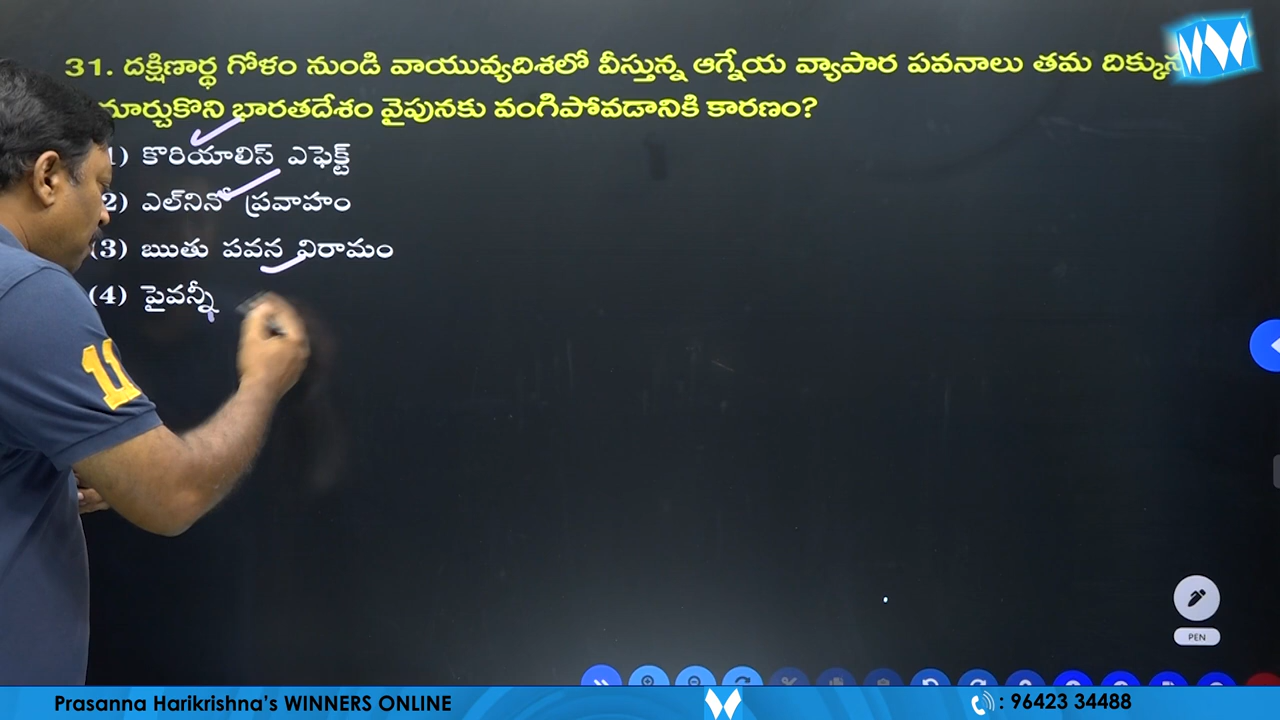 31. దక్షిణార్థ గోళం నుండి వాయువ్యదిశలో వీస్తున్న ఆగ్నేయ వ్యాపార పవనాలు తమ
మార్చుకొని భారతదేశం వైపునకు వంగిపోవడానికి కారణం?
1) కొరియాలిస్ ఎఫెక్ట్
2) ఎల్‌నినో ప్రవాహం
(3) ఋతు పవన విరామం
(4) పైవన్నీ
PEN
Prasanna Harikrishna's WINNERS ONLINE
: 96423 34488